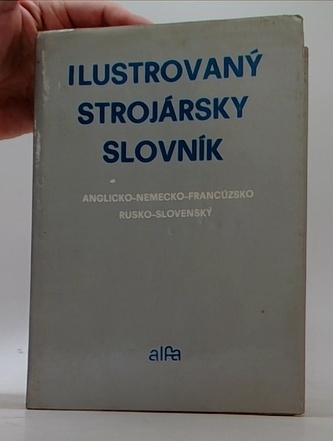 ILUSTROVANÝ
STROJÁRSKY
SLOVNÍK
ANGLICKO-NEMECKO-FRANCÚZSKO
RUSKO-SLOVENSKÝ
alfa